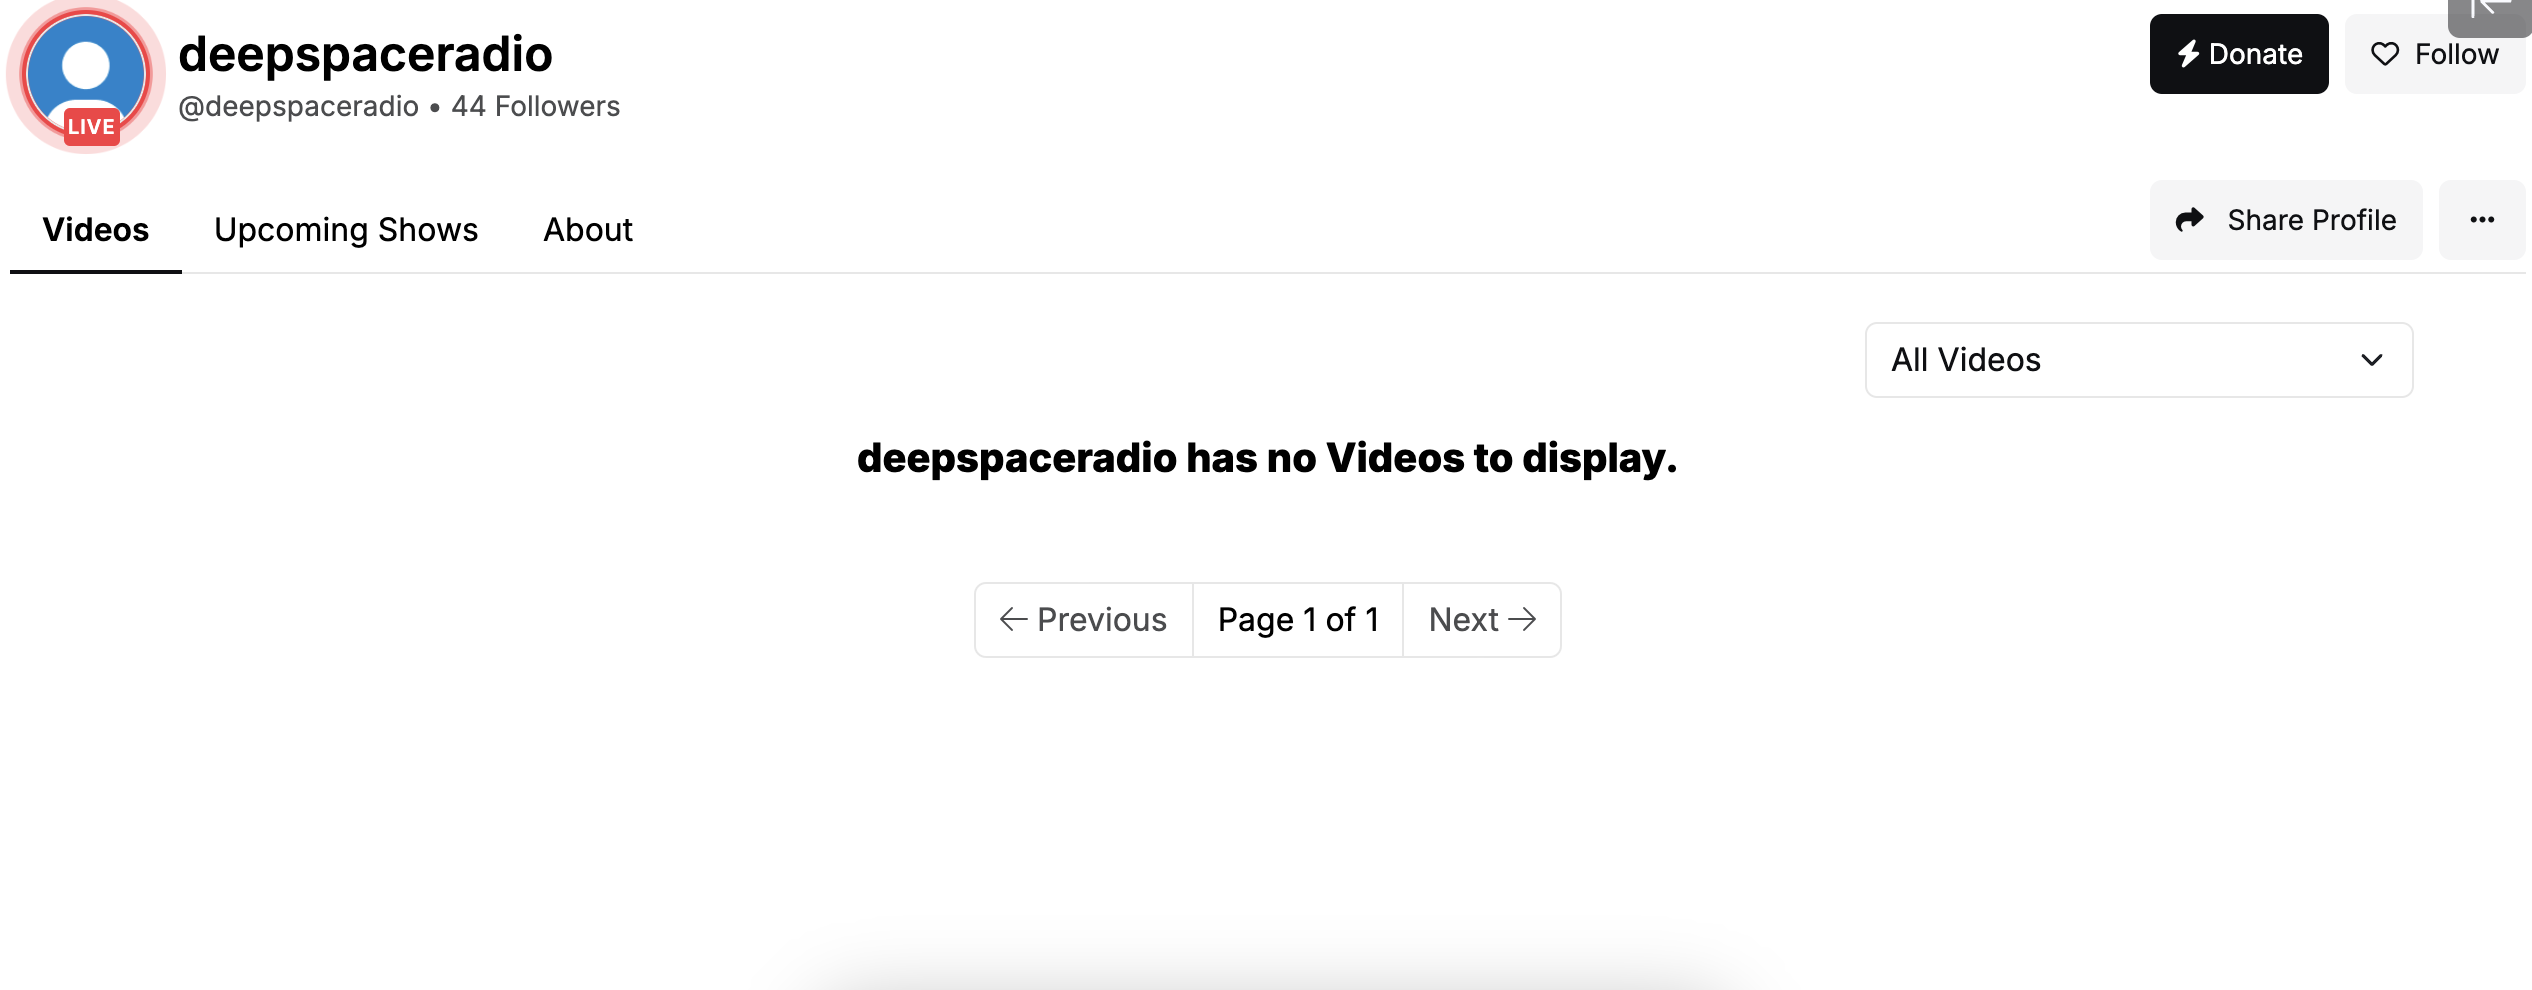 deepspaceradio
@deepspaceradio • 44 Followers
LIVE
Donate
Follow
Videos
Upcoming Shows
About
Share Profile
All Videos
deepspaceradio has no Videos to display.
← Previous
Page 1 of 1
Next →